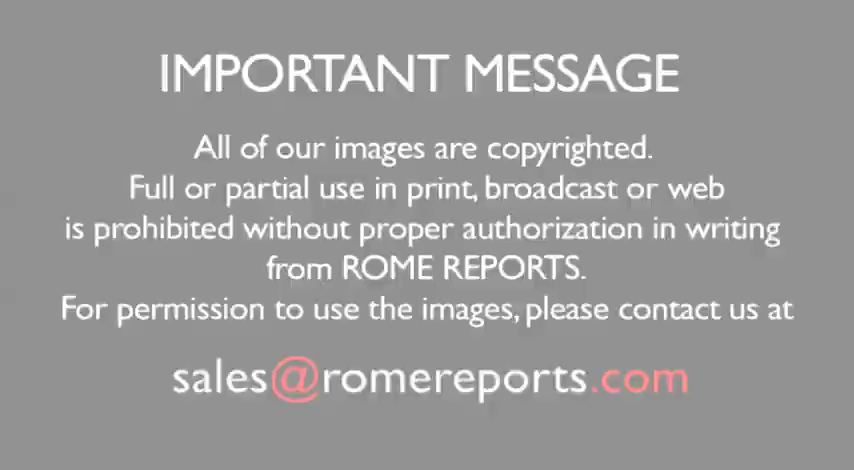 IMPORTANT MESSAGE
All of our images are copyrighted.
Full or partial use in print, broadcast or web
is prohibited without proper authorization in writing
from ROME REPORTS.
For permission to use the images, please contact us at
sales@romereports.com